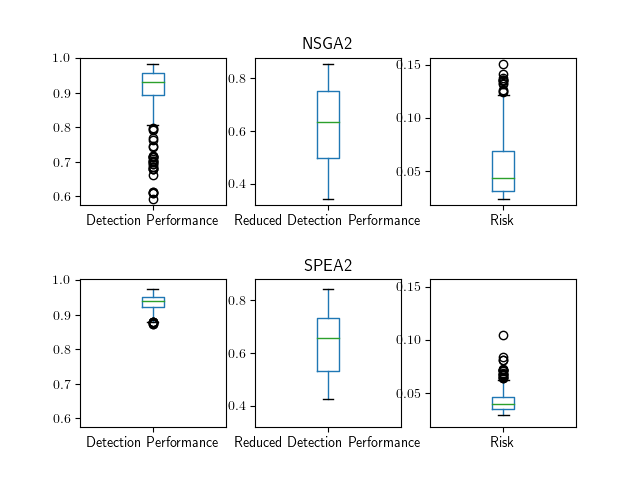 NSGA2
1.0
0.9
0.8
0.7
0.6
Detection Performance
0.8
0.6
0.4
Reduced Detection Performance
0.15
0.10
0.05
Risk
SPEA2
1.0
0.9
0.8
0.7
0.6
Detection Performance
0.8
0.6
0.4
Reduced Detection Performance
0.15
0.10
0.05
Risk